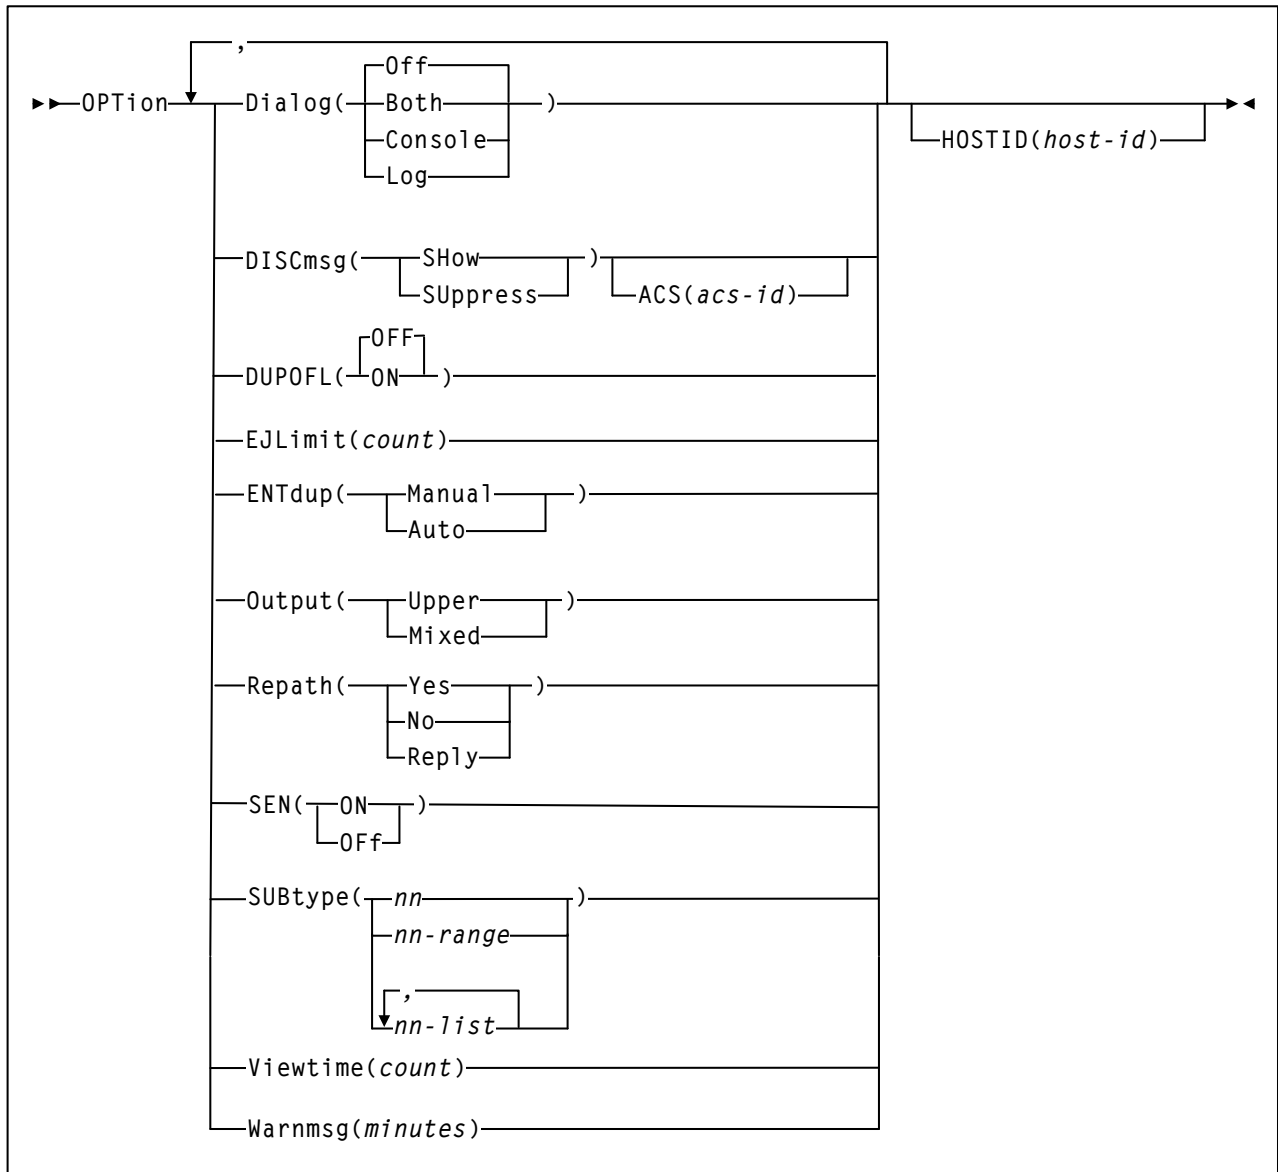 ,
Off
OPTion Dialog( Both )
Console HOSTID(host-id)
Log
DISCmsg( SHow )
SUppress ACS(acs-id)
OFF
DUPOFL( ON )
EJLimit(count)
ENTdup( Manual )
Auto
Output( Upper )
Mixed
Repath( Yes )
No
Reply
SEN( ON )
OFf
SUBtype( nn )
nn-range
,
nn-list
Viewtime(count)
Warnmsg(minutes)